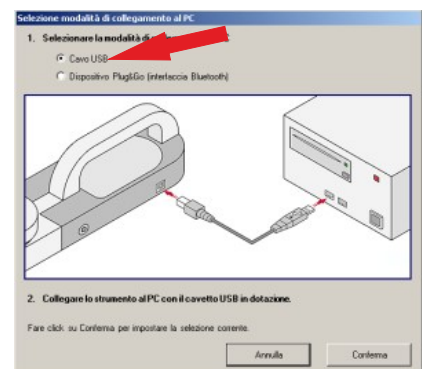 Selezione modalità di collegamento al PC
1. Selezionare la modalità di
Cavo USB
Dispositivo Plug&Go (interfaccia Bluetooth)
2. Collegare lo strumento al PC con il cavetto USB in dotazione.
Fare click su Conferma per impostare la selezione corrente.
Annulla
Conferma